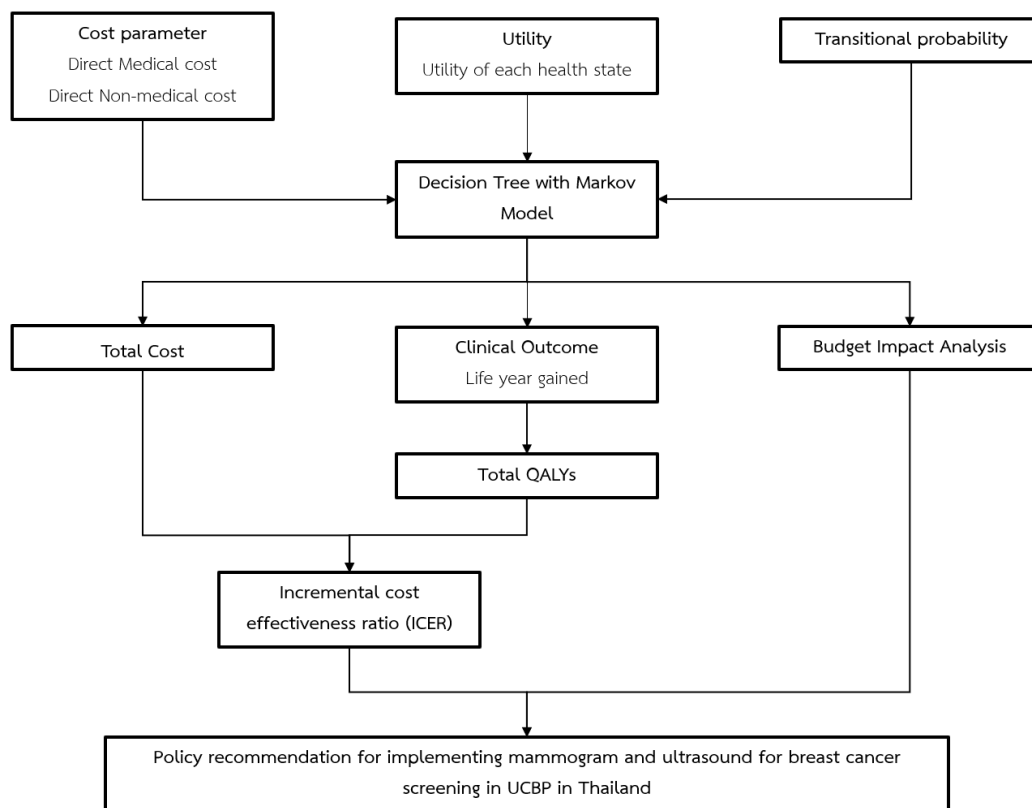 Cost parameter
Direct Medical cost
Direct Non-medical cost
Utility
Utility of each health state
Transitional probability
Decision Tree with Markov
Model
Total Cost
Clinical Outcome
Life year gained
Budget Impact Analysis
Total QALYs
Incremental cost
effectiveness ratio (ICER)
Policy recommendation for implementing mammogram and ultrasound for breast cancer
screening in UCBP in Thailand